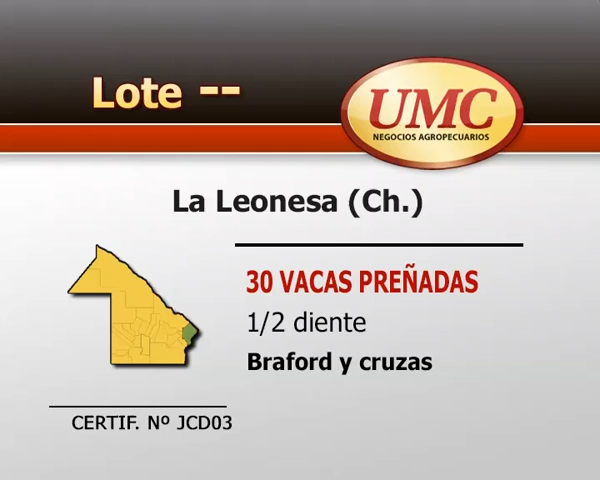 Lote --
UMC
NEGOCIOS AGROPECUARIOS
La Leonesa (Ch.)
30 VACAS PREÑADAS
1/2 diente
Braford y cruzas
CERTIF. Nº JCD03